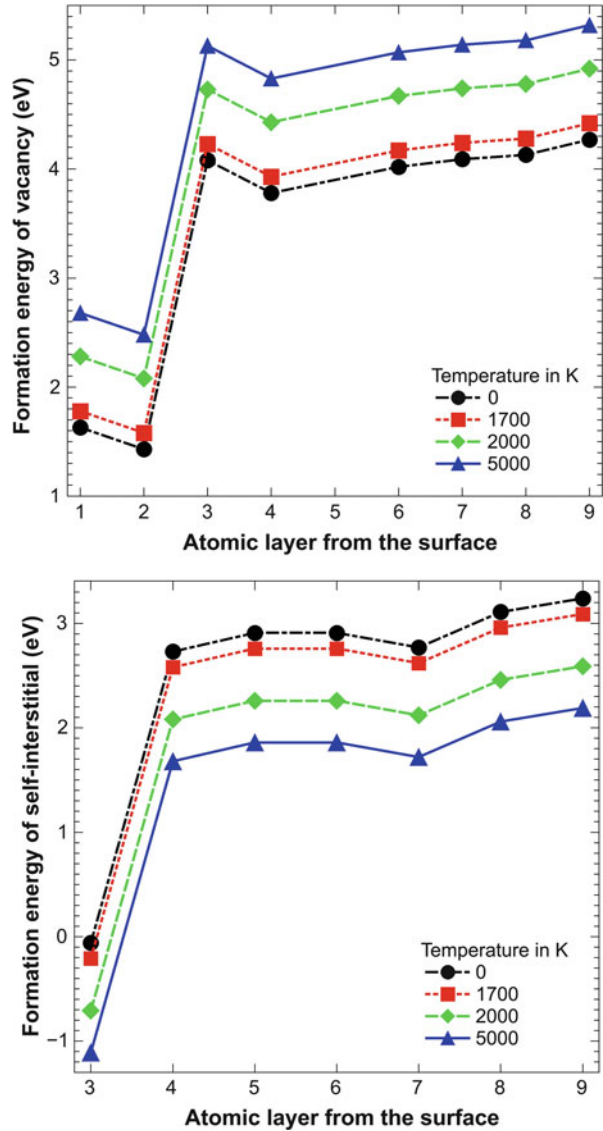 Formation energy of vacancy (eV)
5
4
3
2
1
Temperature in K
0
1700
2000
5000
1 2 3 4 6 7 8 9
Atomic layer from the surface
Formation energy of self-interstitial (eV)
3
2
1
0
−1
Temperature in K
0
1700
2000
5000
3 4 5 6 7 8 9
Atomic layer from the surface